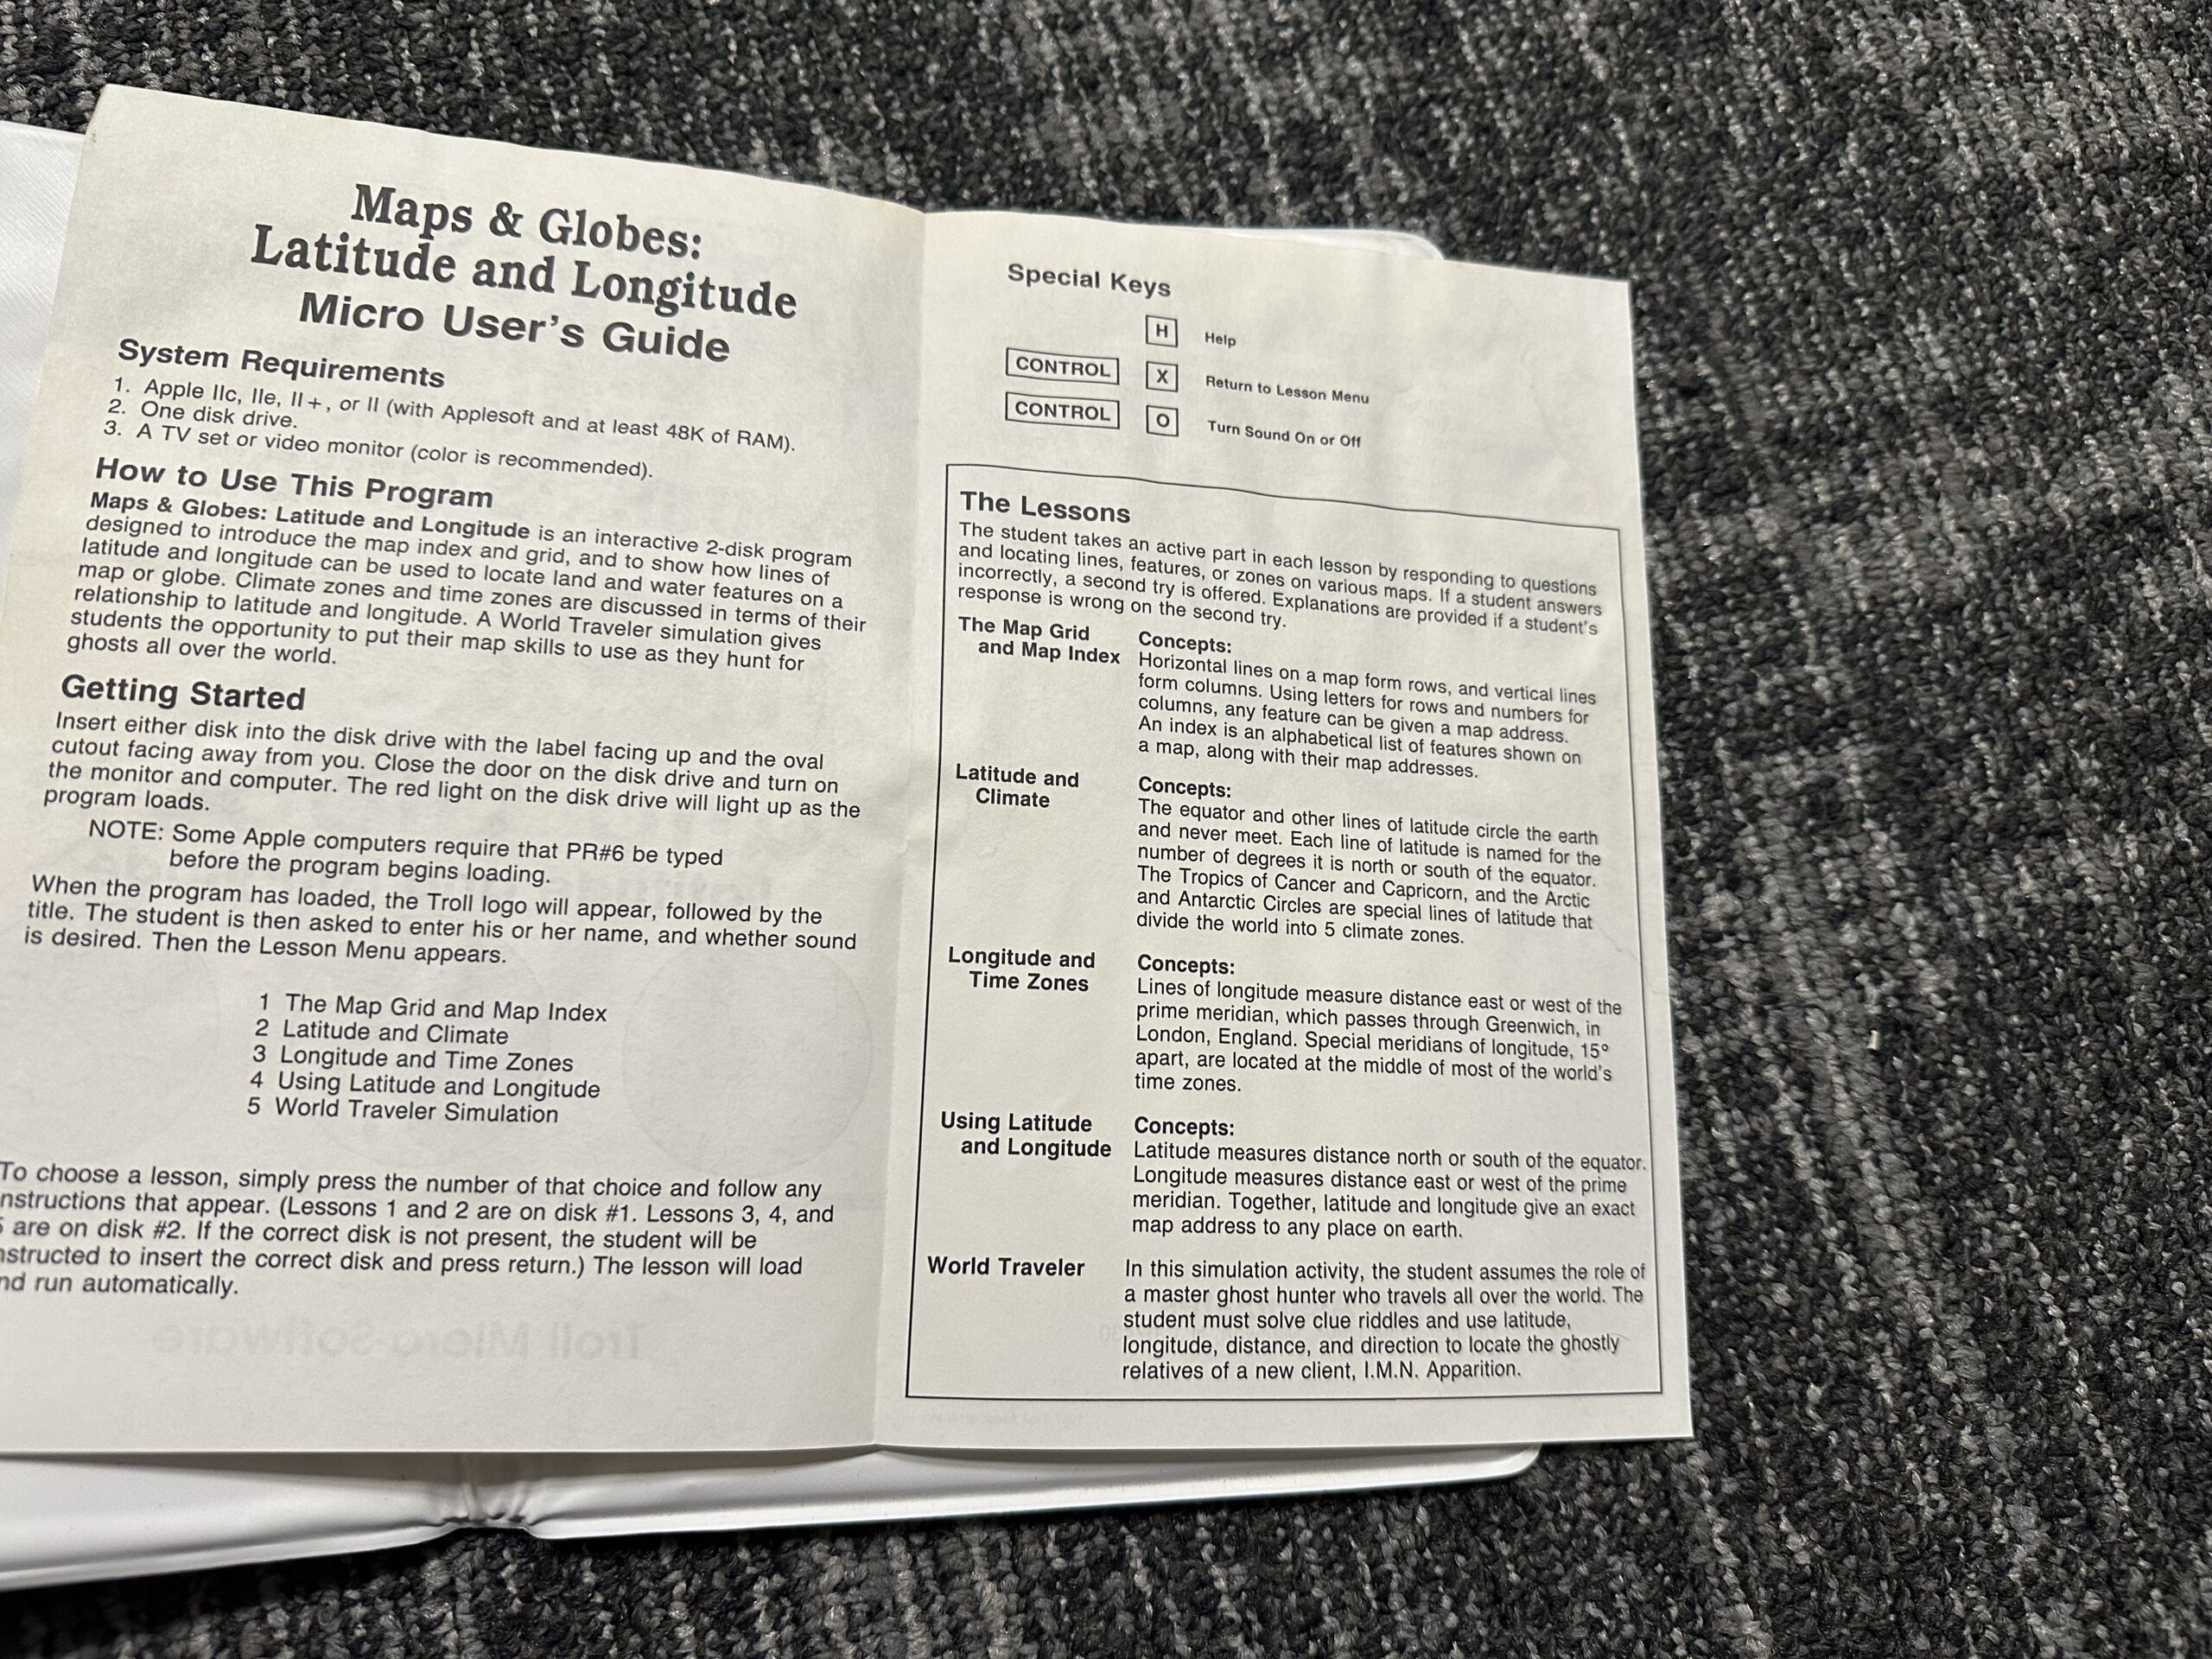 Maps & Globes:
Latitude and Longitude
Micro User's Guide
System Requirements
1. Apple IIc, IIe, II+, or II (with Applesoft and at least 48K of RAM).
2. One disk drive.
3. A TV set or video monitor (color is recommended).
How to Use This Program
Maps & Globes: Latitude and Longitude is an interactive 2-disk program
designed to introduce the map index and grid, and to show how lines of
latitude and longitude can be used to locate land and water features on a
map or globe. Climate zones and time zones are discussed in terms of their
relationship to latitude and longitude. A World Traveler simulation gives
students the opportunity to put their map skills to use as they hunt for
ghosts all over the world.
Getting Started
Insert either disk into the disk drive with the label facing up and the oval
cutout facing away from you. Close the door on the disk drive and turn on
the monitor and computer. The red light on the disk drive will light up as the
program loads.
NOTE: Some Apple computers require that PR#6 be typed
before the program begins loading.
When the program has loaded, the Troll logo will appear, followed by the
title. The student is then asked to enter his or her name, and whether sound
is desired. Then the Lesson Menu appears.
1 The Map Grid and Map Index
2 Latitude and Climate
3 Longitude and Time Zones
4 Using Latitude and Longitude
5 World Traveler Simulation
To choose a lesson, simply press the number of that choice and follow any
nstructions that appear. (Lessons 1 and 2 are on disk #1. Lessons 3, 4, and
5 are on disk #2. If the correct disk is not present, the student will be
nstructed to insert the correct disk and press return.) The lesson will load
nd run automatically.
Special Keys
H Help
CONTROL X Return to Lesson Menu
CONTROL O Turn Sound On or Off
The Lessons
The student takes an active part in each lesson by responding to questions
and locating lines, features, or zones on various maps. If a student answers
incorrectly, a second try is offered. Explanations are provided if a student's
response is wrong on the second try.
The Map Grid
and Map Index
Concepts:
Horizontal lines on a map form rows, and vertical lines
form columns. Using letters for rows and numbers for
columns, any feature can be given a map address.
An index is an alphabetical list of features shown on
a map, along with their map addresses.
Latitude and
Climate
Concepts:
The equator and other lines of latitude circle the earth
and never meet. Each line of latitude is named for the
number of degrees it is north or south of the equator.
The Tropics of Cancer and Capricorn, and the Arctic
and Antarctic Circles are special lines of latitude that
divide the world into 5 climate zones.
Longitude and
Time Zones
Concepts:
Lines of longitude measure distance east or west of the
prime meridian, which passes through Greenwich, in
London, England. Special meridians of longitude, 15°
apart, are located at the middle of most of the world's
time zones.
Using Latitude
and Longitude
Concepts:
Latitude measures distance north or south of the equator.
Longitude measures distance east or west of the prime
meridian. Together, latitude and longitude give an exact
map address to any place on earth.
World Traveler
In this simulation activity, the student assumes the role of
a master ghost hunter who travels all over the world. The
student must solve clue riddles and use latitude,
longitude, distance, and direction to locate the ghostly
relatives of a new client, I.M.N. Apparition.
Troll Micro Software